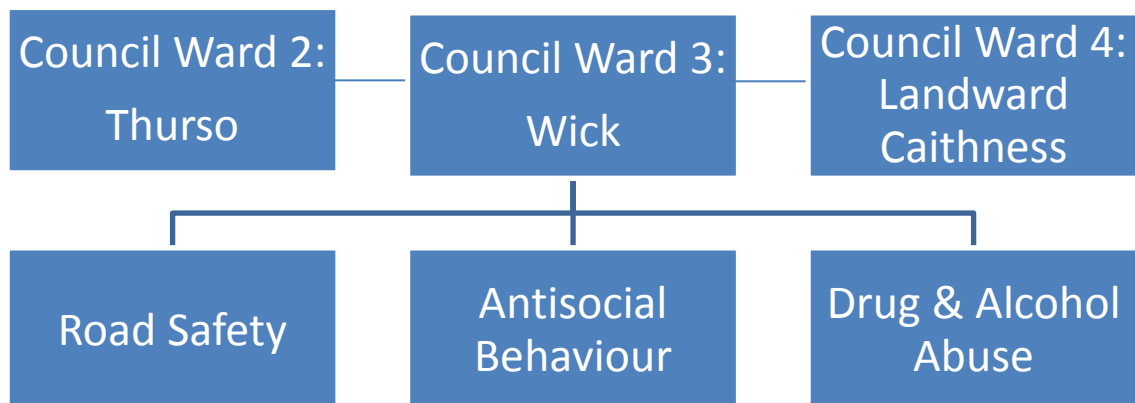 Council Ward 2:
Thurso
Council Ward 3:
Wick
Council Ward 4:
Landward
Caithness
Road Safety
Antisocial
Behaviour
Drug & Alcohol
Abuse